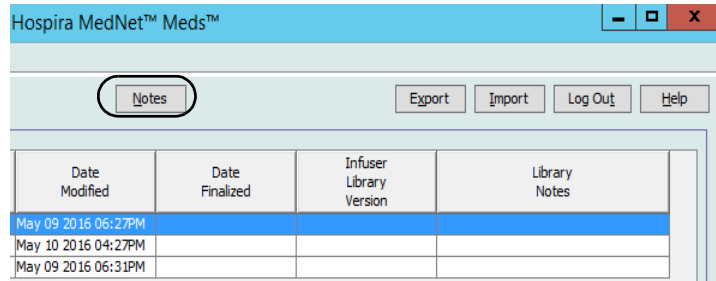 Hospira MedNet™ Meds™
Notes Export Import Log Out Help
Date Modified Date Finalized Infuser Library Version Library Notes
May 09 2016 06:27PM
May 10 2016 04:27PM
May 09 2016 06:31PM